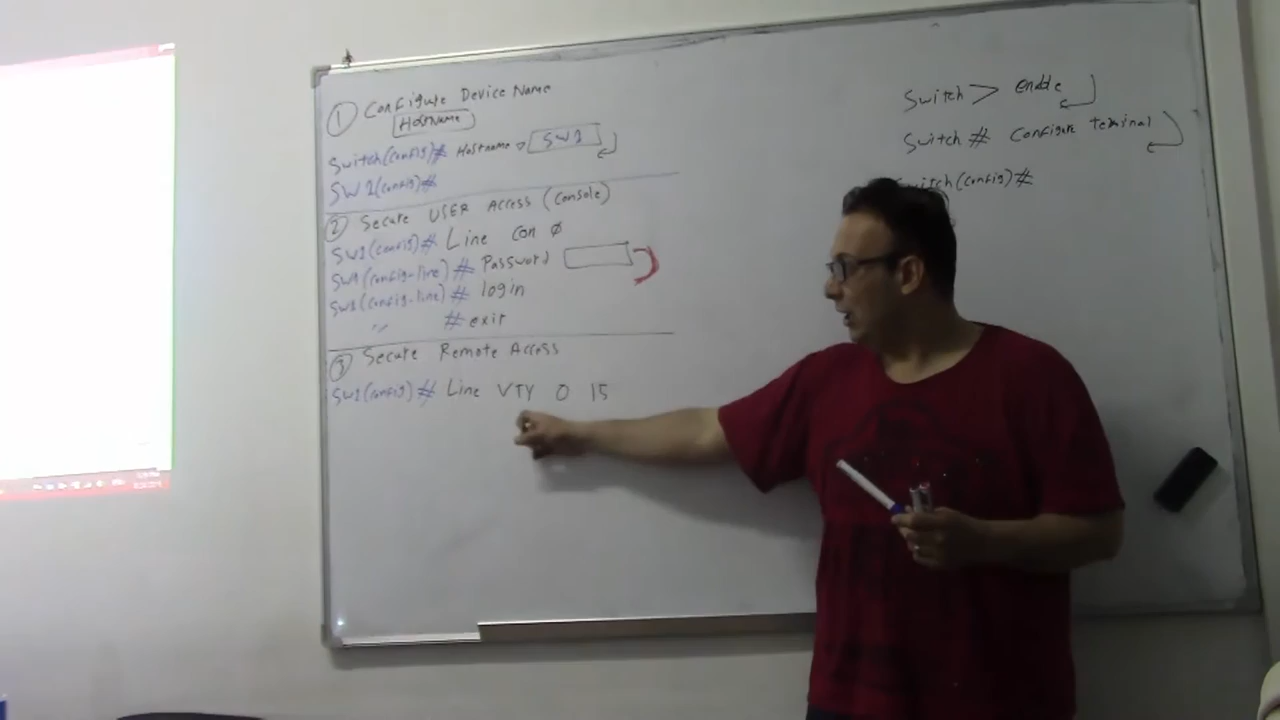 ① Configure Device Name
HostName
Switch(config)# Hostname SW1
SW1(config)#
② Secure USER Access (Console)
SW1(config)# Line con 0
SW1(config-line)# Password
SW1(config-line)# login
# exit
③ Secure Remote Access
SW1(config)# Line VTY 0 15
Switch > enable
Switch # Configure terminal
Switch(config)#